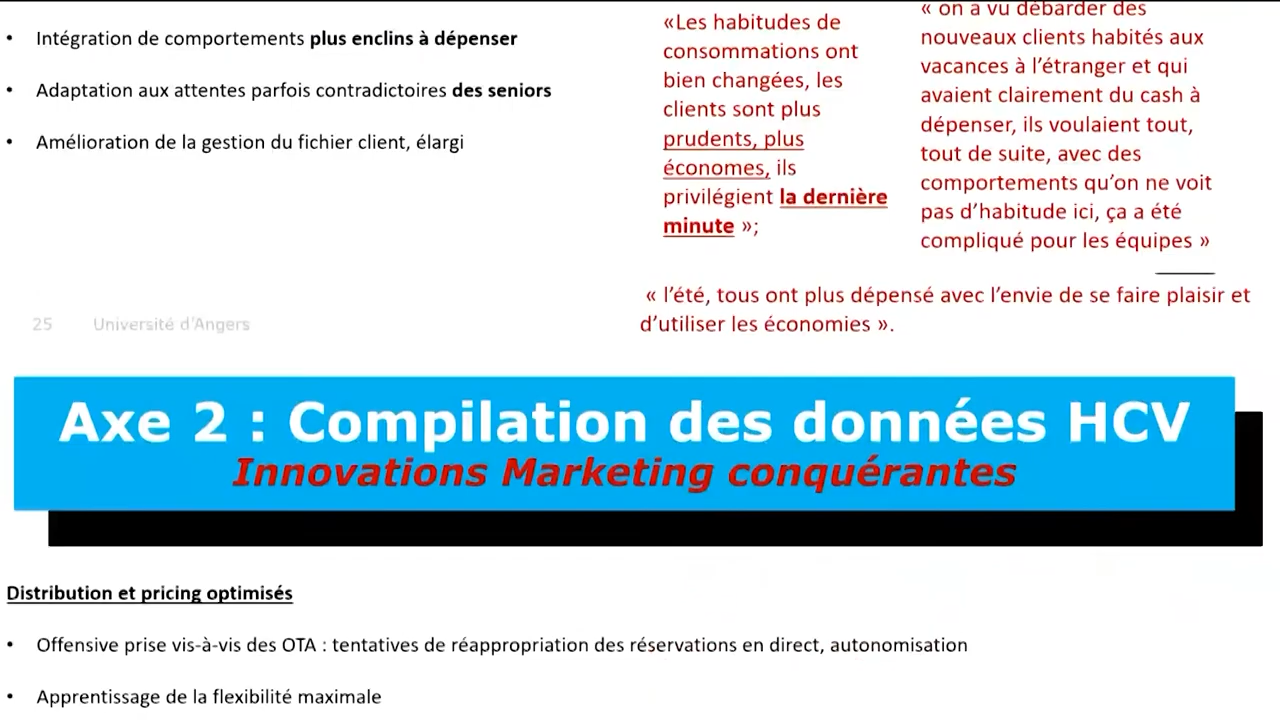 • Intégration de comportements plus enclins à dépenser
• Adaptation aux attentes parfois contradictoires des seniors
• Amélioration de la gestion du fichier client, élargi
«Les habitudes de
consommations ont
bien changées, les
clients sont plus
prudents, plus
économes, ils
privilégient la dernière
minute »;
« on a vu débarder des
nouveaux clients habités aux
vacances à l’étranger et qui
avaient clairement du cash à
dépenser, ils voulaient tout,
tout de suite, avec des
comportements qu’on ne voit
pas d’habitude ici, ça a été
compliqué pour les équipes »
« l’été, tous ont plus dépensé avec l’envie de se faire plaisir et
d’utiliser les économies ».
25 Université d’Angers
Axe 2 : Compilation des données HCV
Innovations Marketing conquérantes
Distribution et pricing optimisés
• Offensive prise vis-à-vis des OTA : tentatives de réappropriation des réservations en direct, autonomisation
• Apprentissage de la flexibilité maximale